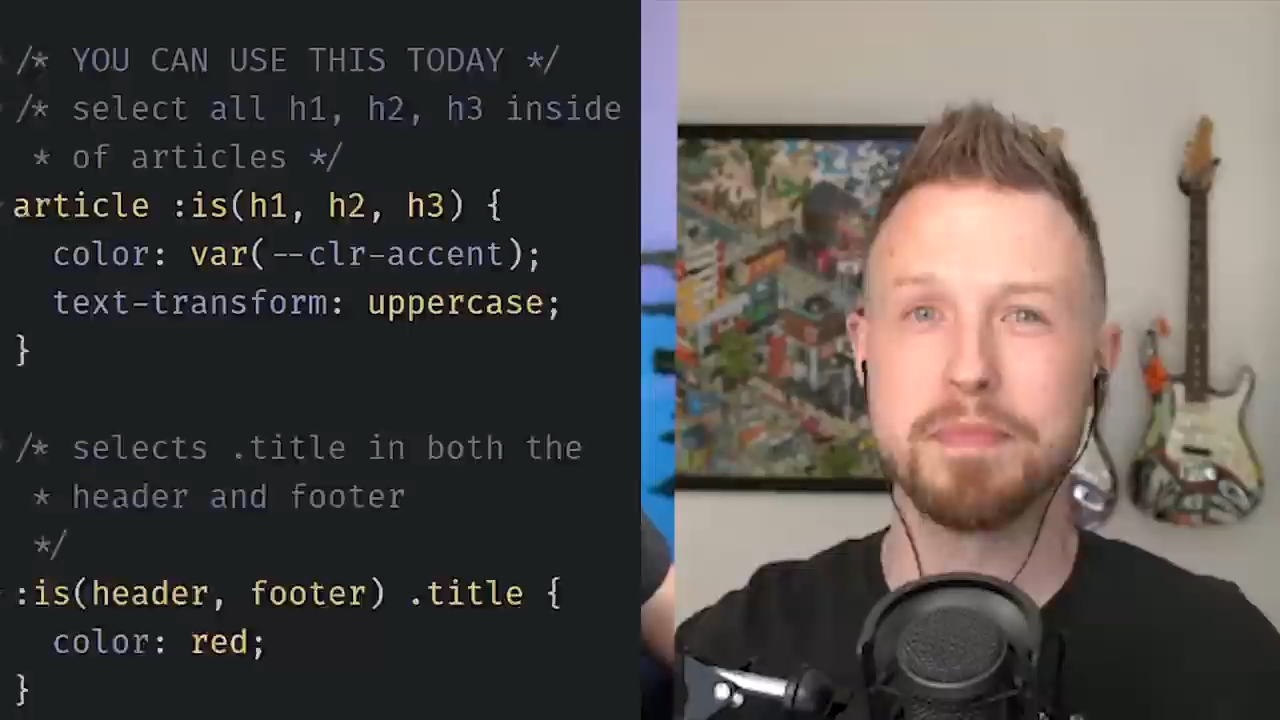 /* YOU CAN USE THIS TODAY */
/* select all h1, h2, h3 inside
 * of articles */
article :is(h1, h2, h3) {
  color: var(--clr-accent);
  text-transform: uppercase;
}
/* selects .title in both the
 * header and footer
 */
:is(header, footer) .title {
  color: red;
}